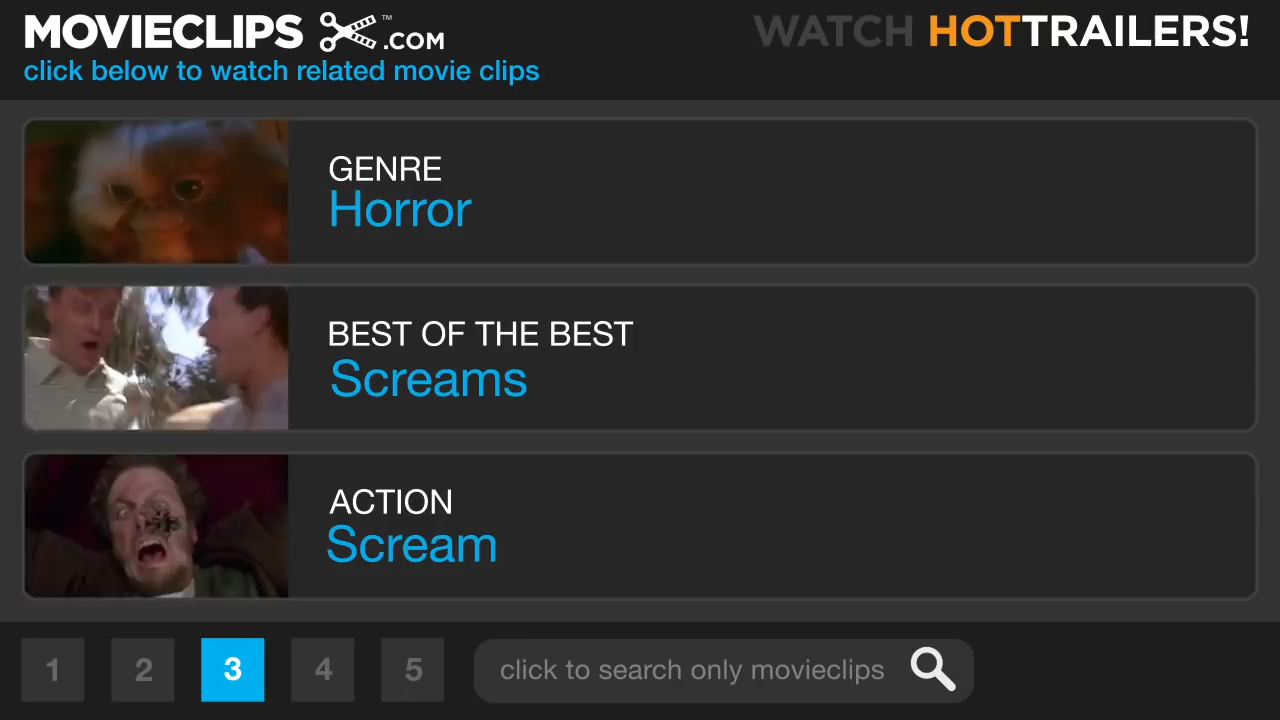 MOVIECLIPS ™ .COM
WATCH HOTTRAILERS!
click below to watch related movie clips
GENRE
Horror
BEST OF THE BEST
Screams
ACTION
Scream
1 2 3 4 5
click to search only movieclips